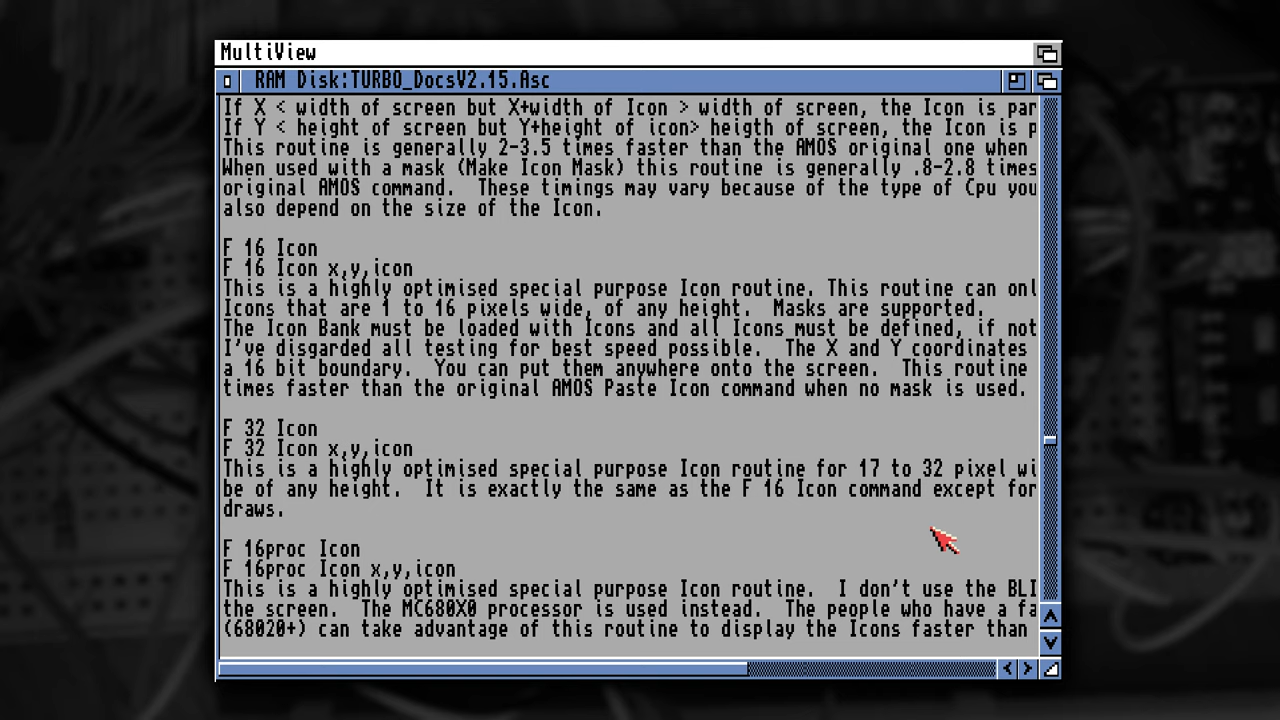 MultiView
RAM Disk:TURBO_DocsV2.15.Asc
If X < width of screen but X+width of Icon > width of screen, the Icon is par
If Y < height of screen but Y+height of icon> heigth of screen, the Icon is p
This routine is generally 2-3.5 times faster than the AMOS original one when
When used with a mask (Make Icon Mask) this routine is generally .8-2.8 times
original AMOS command.  These timings may vary because of the type of Cpu you
also depend on the size of the Icon.
F 16 Icon
F 16 Icon x,y,icon
This is a highly optimised special purpose Icon routine. This routine can onl
Icons that are 1 to 16 pixels wide, of any height.  Masks are supported.
The Icon Bank must be loaded with Icons and all Icons must be defined, if not
I've disgarded all testing for best speed possible.  The X and Y coordinates
a 16 bit boundary.  You can put them anywhere onto the screen.  This routine
times faster than the original AMOS Paste Icon command when no mask is used.
F 32 Icon
F 32 Icon x,y,icon
This is a highly optimised special purpose Icon routine for 17 to 32 pixel wi
be of any height.  It is exactly the same as the F 16 Icon command except for
draws.
F 16proc Icon
F 16proc Icon x,y,icon
This is a highly optimised special purpose Icon routine.  I don't use the BLI
the screen.  The MC680X0 processor is used instead.  The people who have a fa
(68020+) can take advantage of this routine to display the Icons faster than